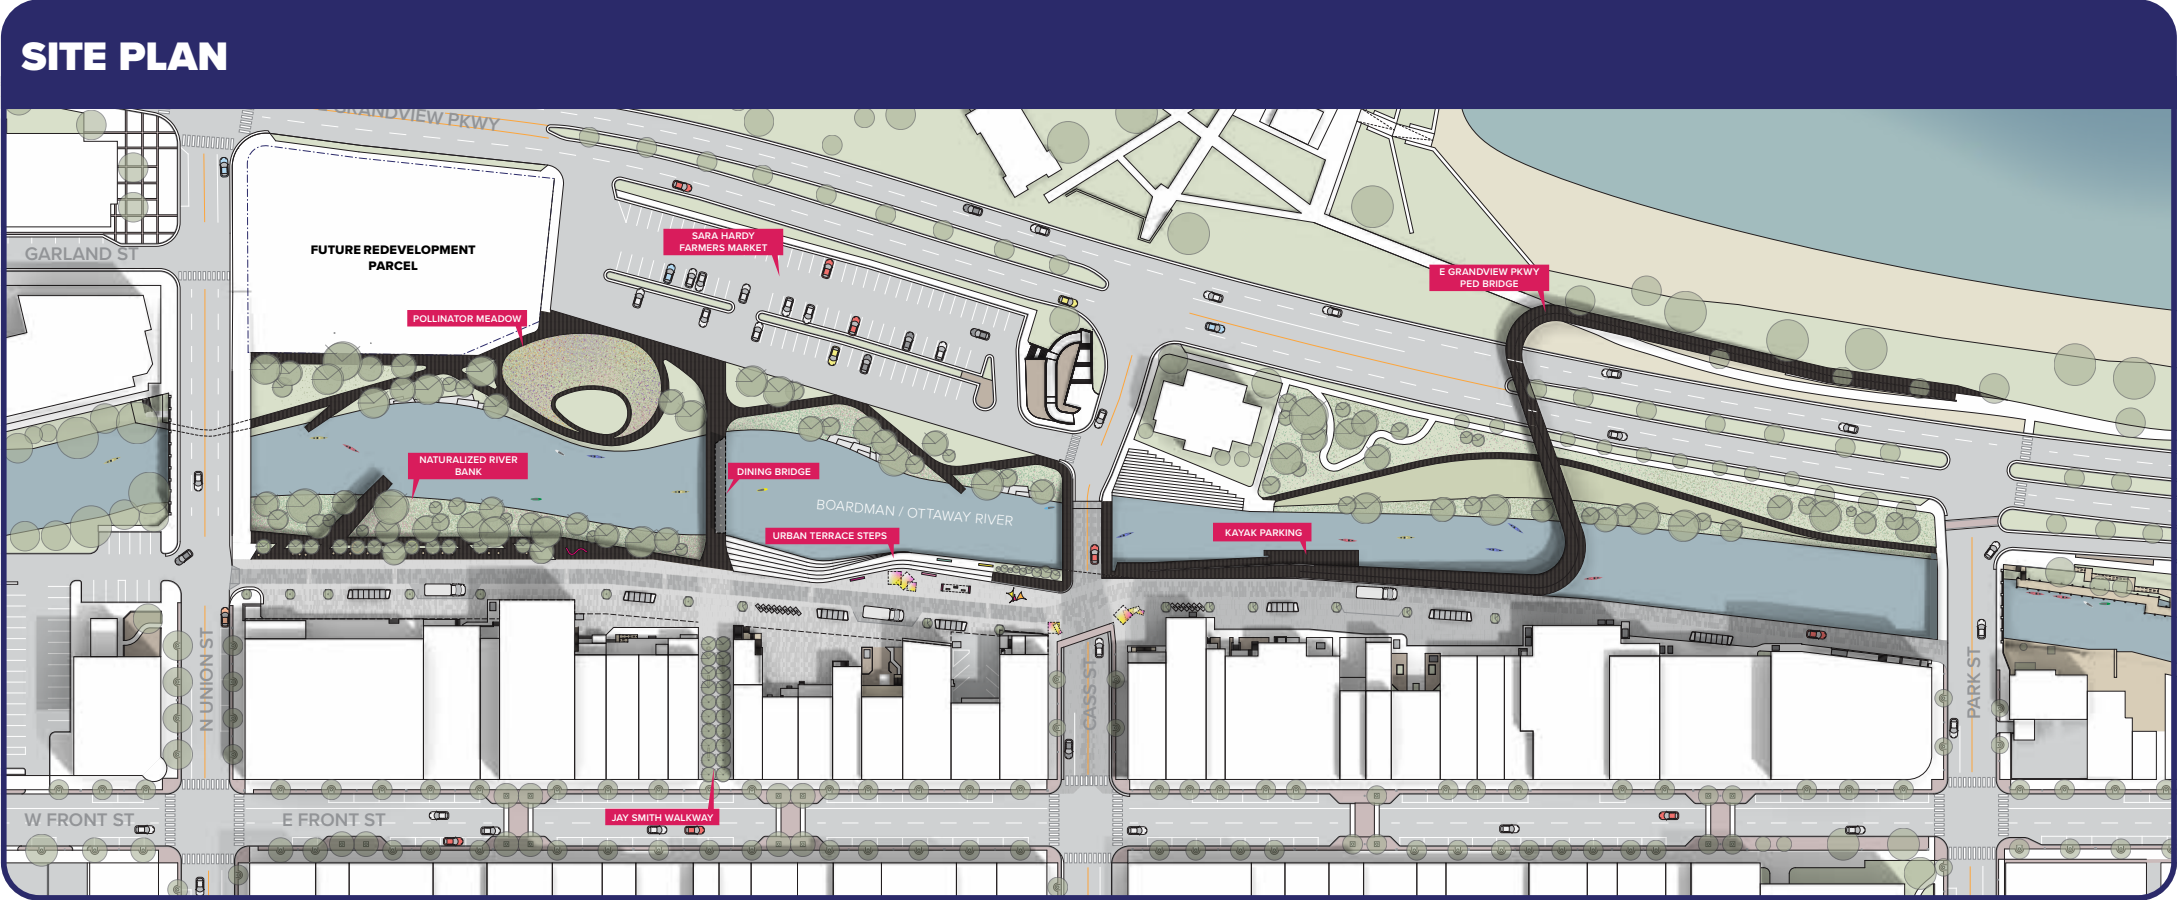 SITE PLAN
GRANDVIEW PKWY
GARLAND ST
FUTURE REDEVELOPMENT
PARCEL
SARA HARDY
FARMERS MARKET
E GRANDVIEW PKWY
PED BRIDGE
POLLINATOR MEADOW
NATURALIZED RIVER
BANK
DINING BRIDGE
BOARDMAN / OTTAWAY RIVER
URBAN TERRACE STEPS
KAYAK PARKING
N UNION ST
CASS ST
PARK ST
JAY SMITH WALKWAY
W FRONT ST
E FRONT ST